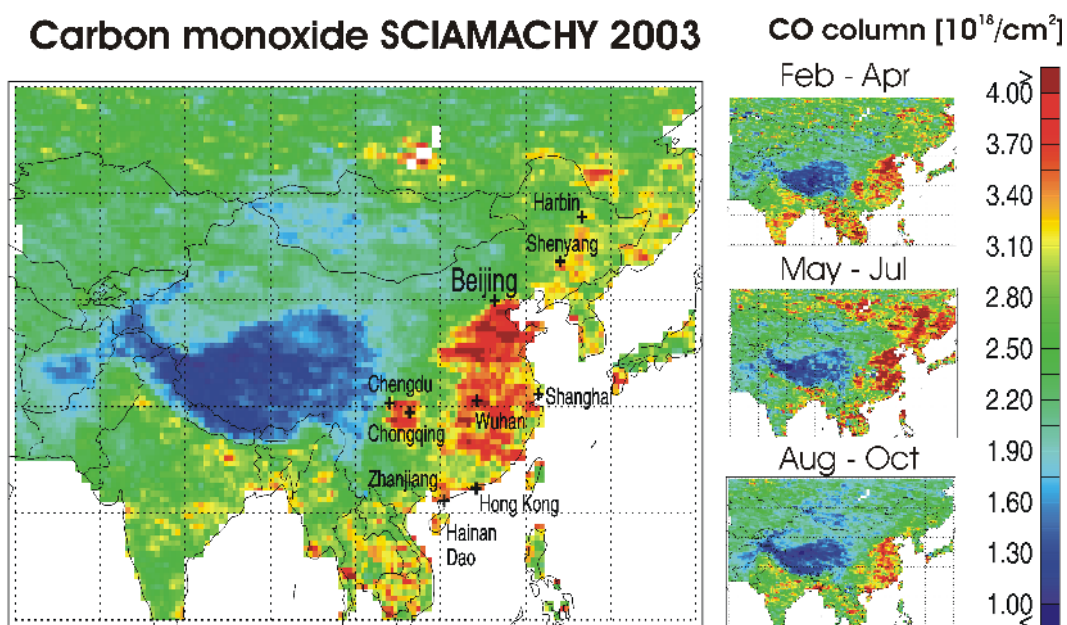 Carbon monoxide SCIAMACHY 2003
CO column [10¹⁸/cm²]
Feb - Apr
May - Jul
Aug - Oct
>
4.00
3.70
3.40
3.10
2.80
2.50
2.20
1.90
1.60
1.30
1.00
<
Harbin
Shenyang
Beijing
Chengdu
Shanghai
Chongqing
Wuhan
Zhanjiang
Hong Kong
Hainan
Dao